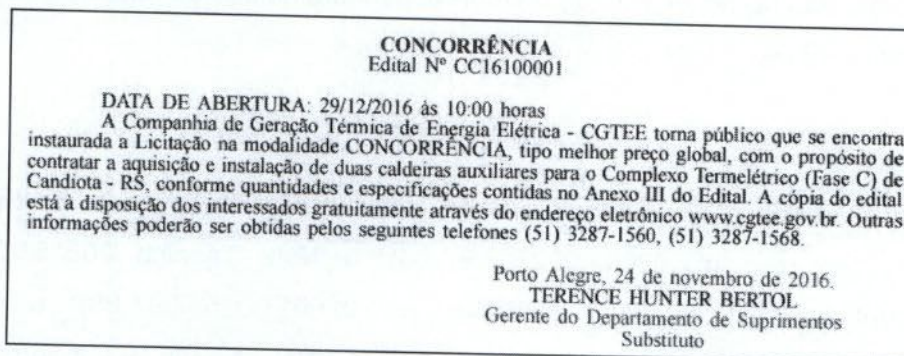 CONCORRÊNCIA
Edital Nº CC16100001
DATA DE ABERTURA: 29/12/2016 às 10:00 horas
A Companhia de Geração Térmica de Energia Elétrica - CGTEE torna público que se encontra
instaurada a Licitação na modalidade CONCORRÊNCIA, tipo melhor preço global, com o propósito de
contratar a aquisição e instalação de duas caldeiras auxiliares para o Complexo Termelétrico (Fase C) de
Candiota - RS, conforme quantidades e especificações contidas no Anexo III do Edital. A cópia do edital
está à disposição dos interessados gratuitamente através do endereço eletrônico www.cgtee.gov.br. Outras
informações poderão ser obtidas pelos seguintes telefones (51) 3287-1560, (51) 3287-1568.
Porto Alegre, 24 de novembro de 2016.
TERENCE HUNTER BERTOL
Gerente do Departamento de Suprimentos
Substituto